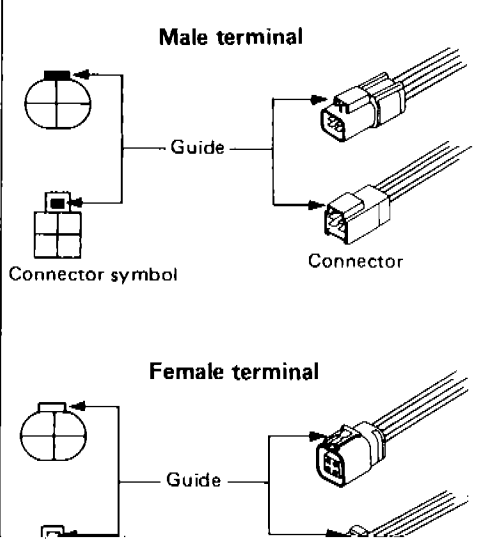 Male terminal
Guide
Connector symbol
Connector
Female terminal
Guide